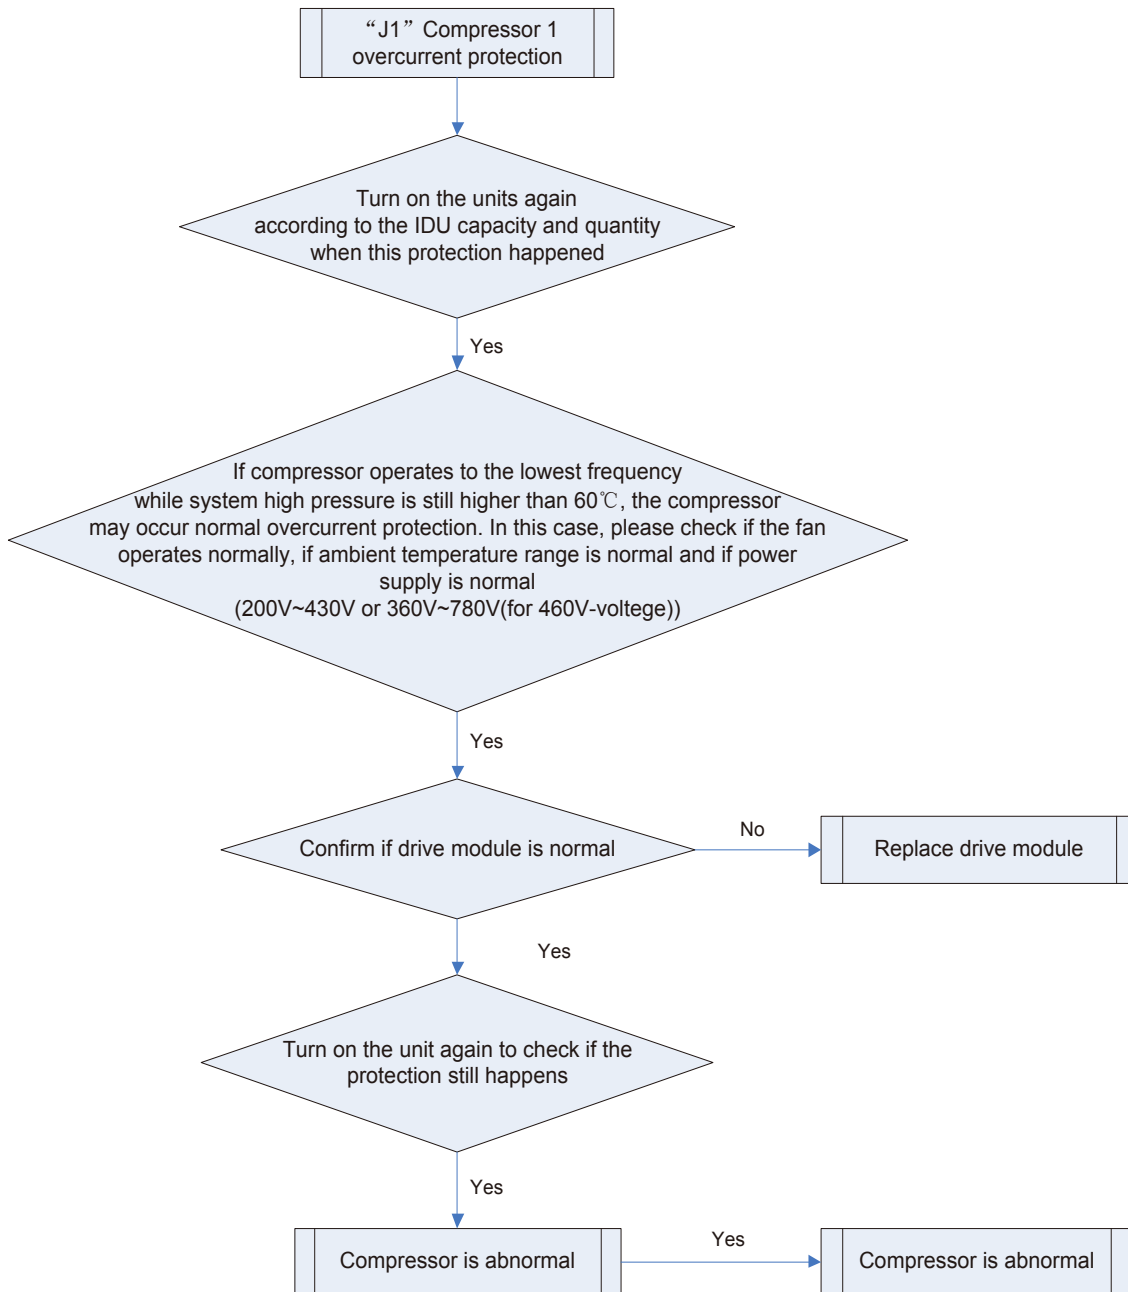 “J1” Compressor 1
overcurrent protection
Turn on the units again
according to the IDU capacity and quantity
when this protection happened
Yes
If compressor operates to the lowest frequency
while system high pressure is still higher than 60℃, the compressor
may occur normal overcurrent protection. In this case, please check if the fan
operates normally, if ambient temperature range is normal and if power
supply is normal
(200V~430V or 360V~780V(for 460V-voltege))
Yes
Confirm if drive module is normal
No
Replace drive module
Yes
Turn on the unit again to check if the
protection still happens
Yes
Compressor is abnormal
Yes
Compressor is abnormal